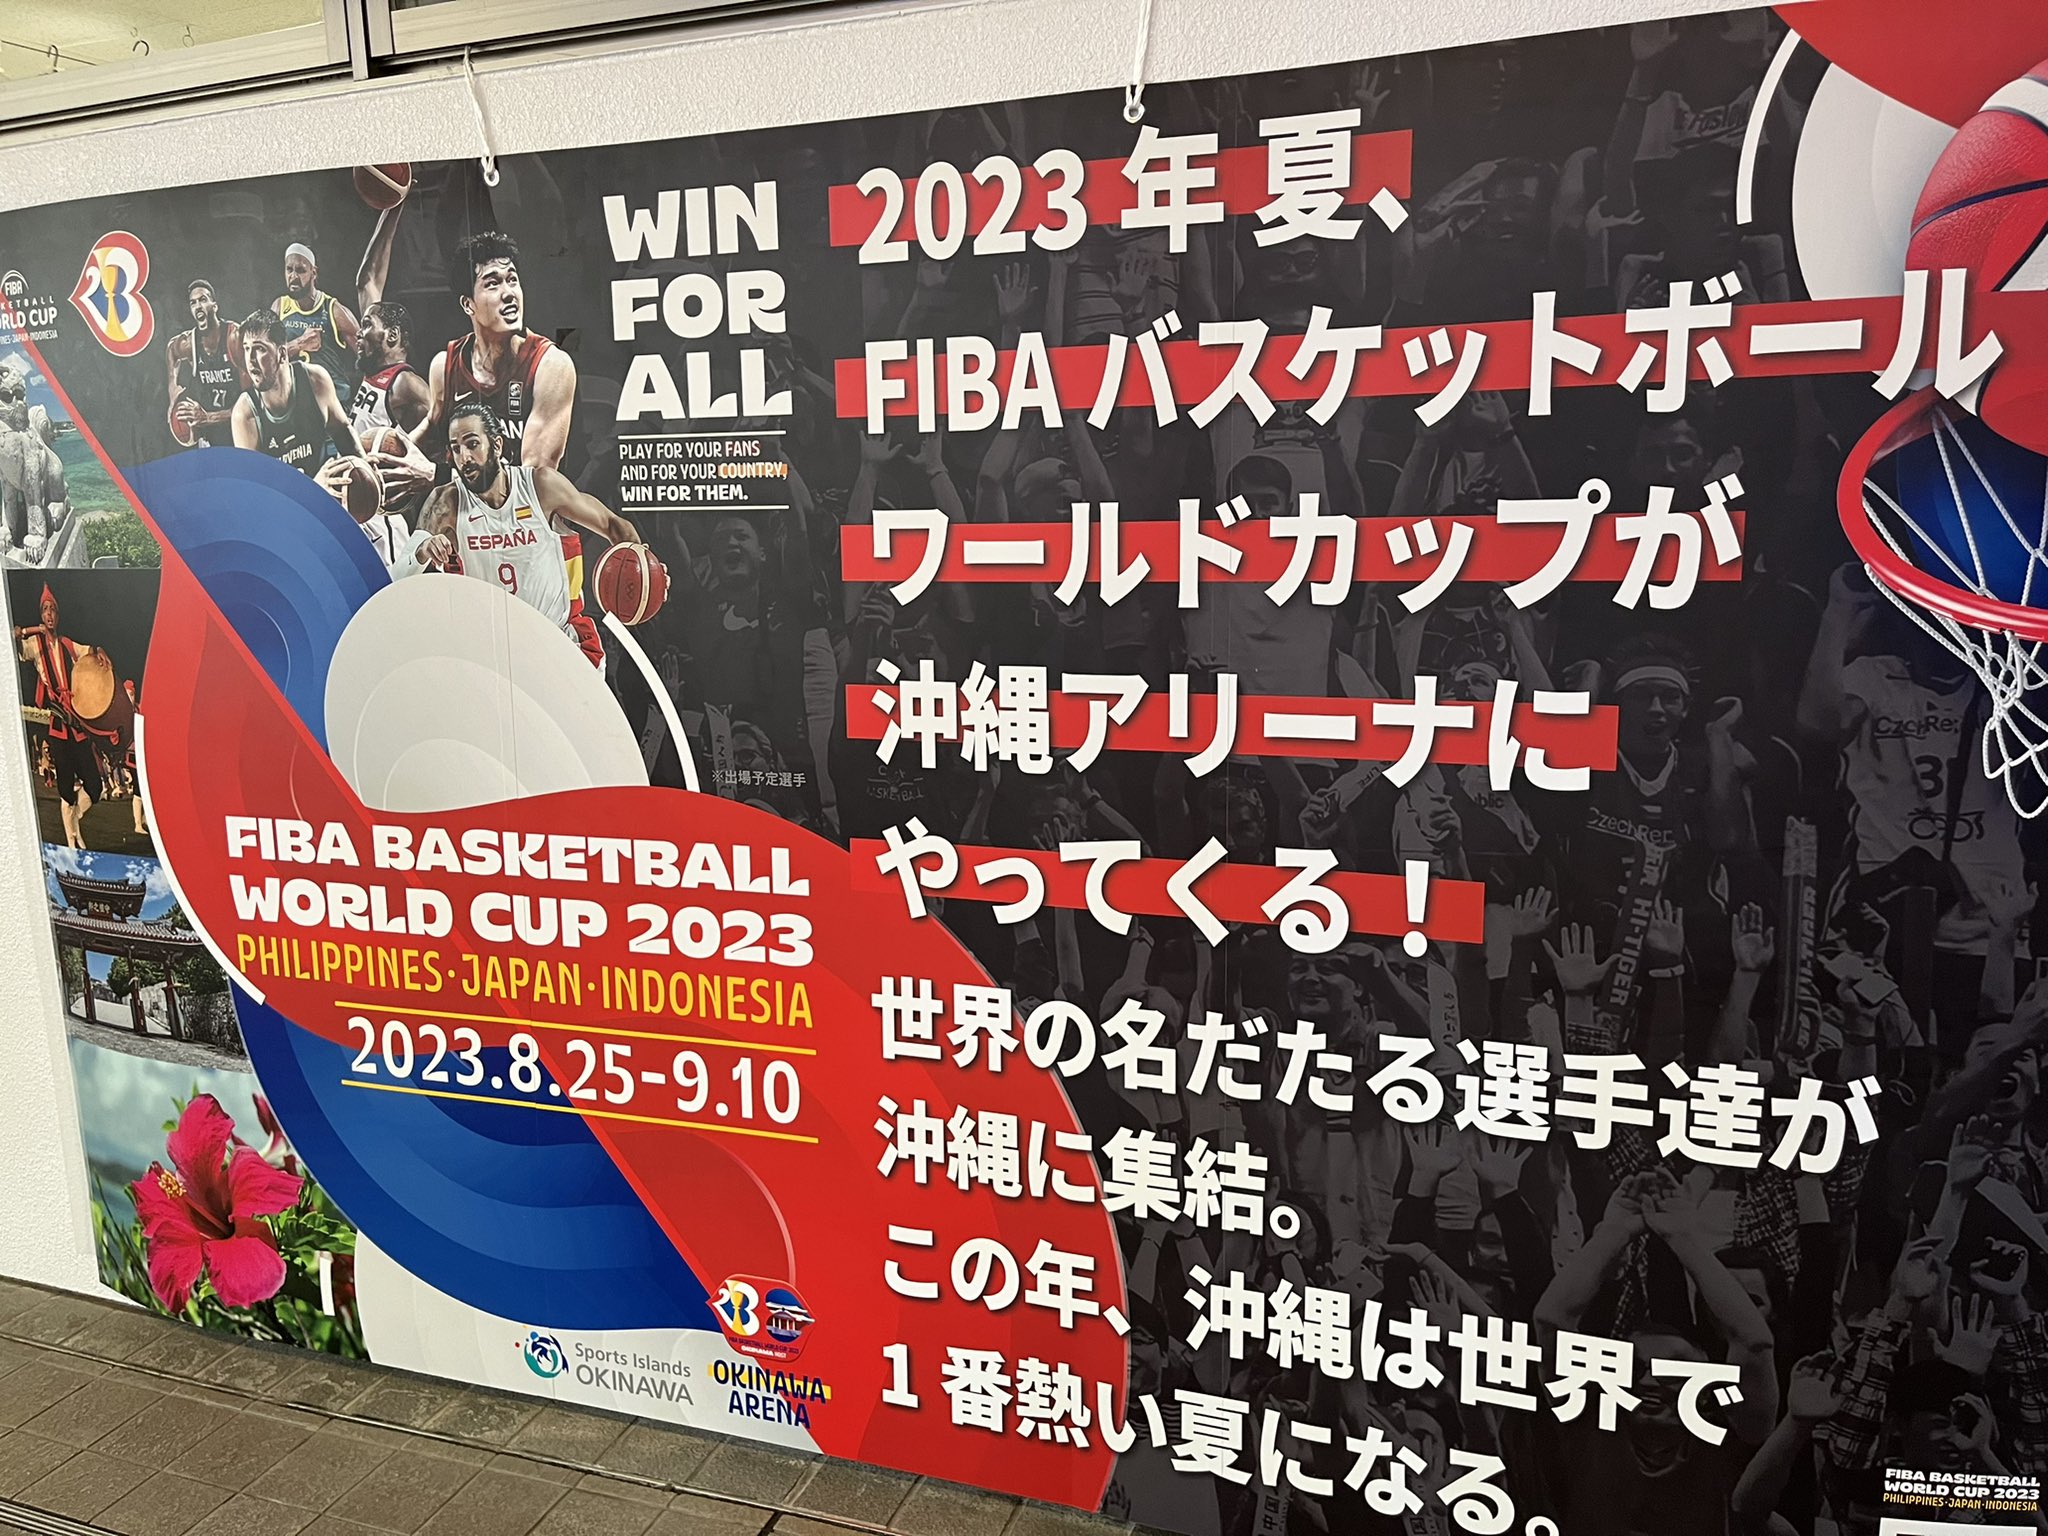 FIBA
WORLD CUP
FRANCE
27
AUSTRALIA
ESPAÑA
9
WIN
FOR
ALL
PLAY FOR YOUR FANS
AND FOR YOUR COUNTRY,
WIN FOR THEM.
※出場予定選手
FIBA BASKETBALL
WORLD CUP 2023
PHILIPPINES·JAPAN·INDONESIA
2023.8.25-9.10
Sports Islands
OKINAWA
OKINAWA
ARENA
2023年夏、
FIBAバスケットボール
ワールドカップが
沖縄アリーナに
やってくる！
世界の名だたる選手達が
沖縄に集結。
この年、沖縄は世界で
1番熱い夏になる。
FIBA BASKETBALL
WORLD CUP 2023
PHILIPPINES·JAPAN·INDONESIA